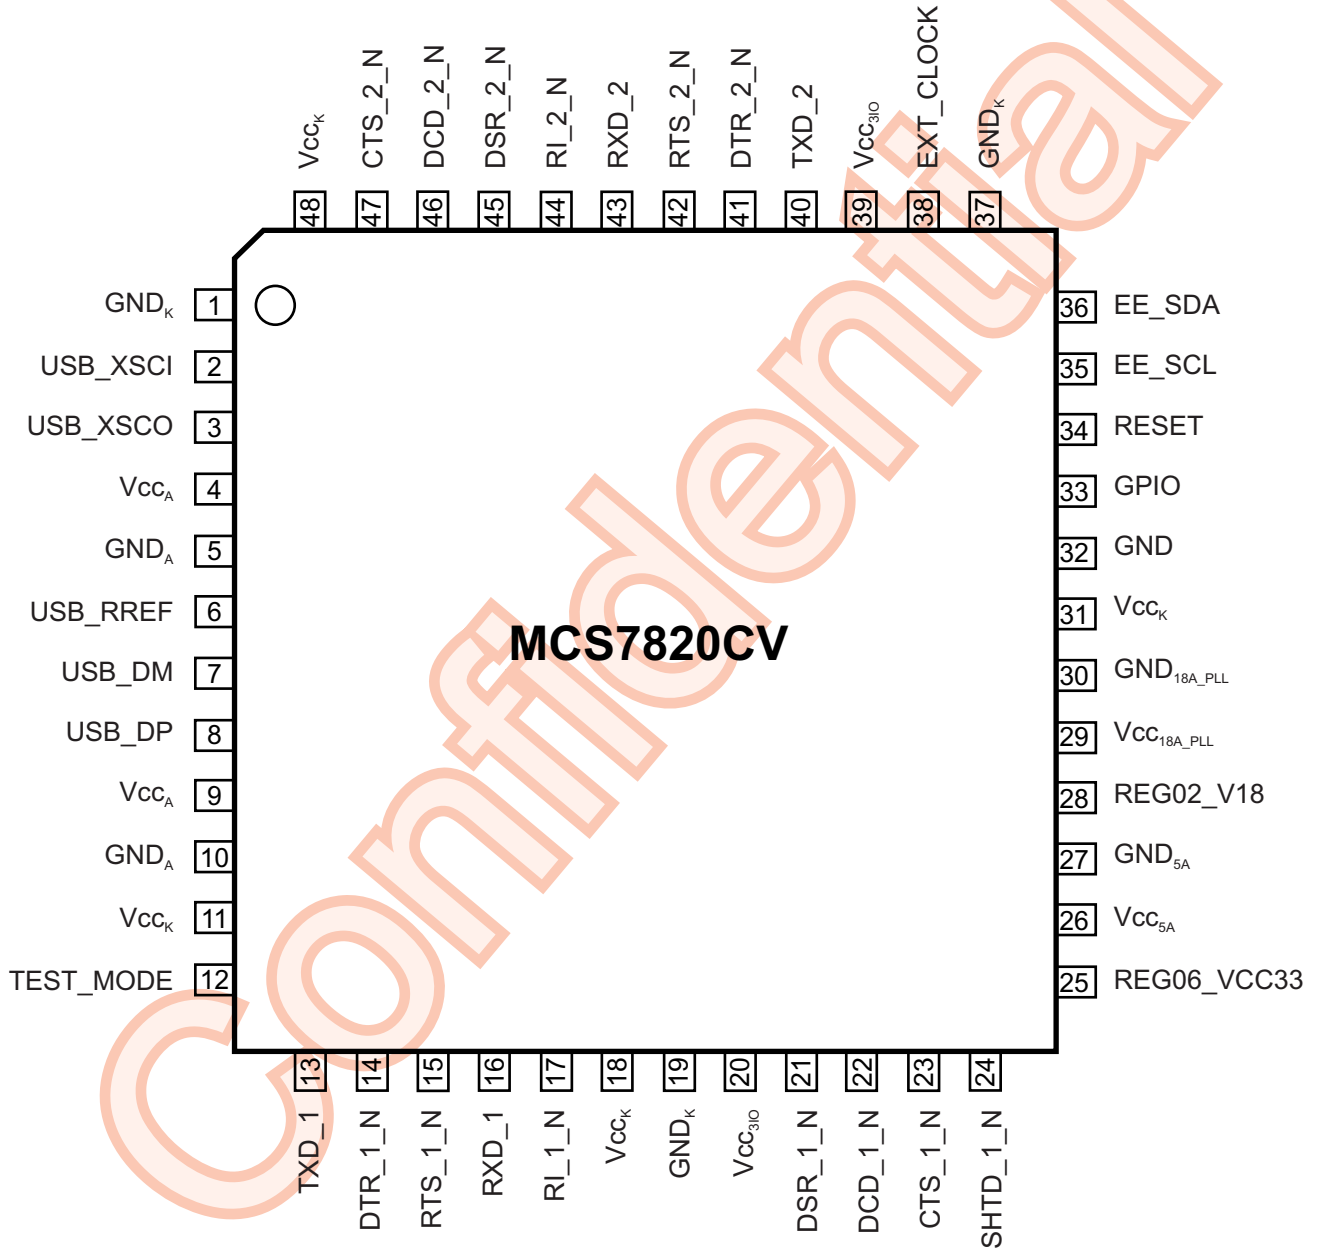 Vcc_K
CTS_2_N
DCD_2_N
DSR_2_N
RI_2_N
RXD_2
RTS_2_N
DTR_2_N
TXD_2
Vcc_3IO
EXT_CLOCK
GND_K
48 47 46 45 44 43 42 41 40 39 38 37
GND_K 1
USB_XSCI 2
USB_XSCO 3
Vcc_A 4
GND_A 5
USB_RREF 6
USB_DM 7
USB_DP 8
Vcc_A 9
GND_A 10
Vcc_K 11
TEST_MODE 12
MCS7820CV
Confidential
36 EE_SDA
35 EE_SCL
34 RESET
33 GPIO
32 GND
31 Vcc_K
30 GND_18A_PLL
29 Vcc_18A_PLL
28 REG02_V18
27 GND_5A
26 Vcc_5A
25 REG06_VCC33
13 14 15 16 17 18 19 20 21 22 23 24
TXD_1
DTR_1_N
RTS_1_N
RXD_1
RI_1_N
Vcc_K
GND_K
Vcc_3IO
DSR_1_N
DCD_1_N
CTS_1_N
SHTD_1_N